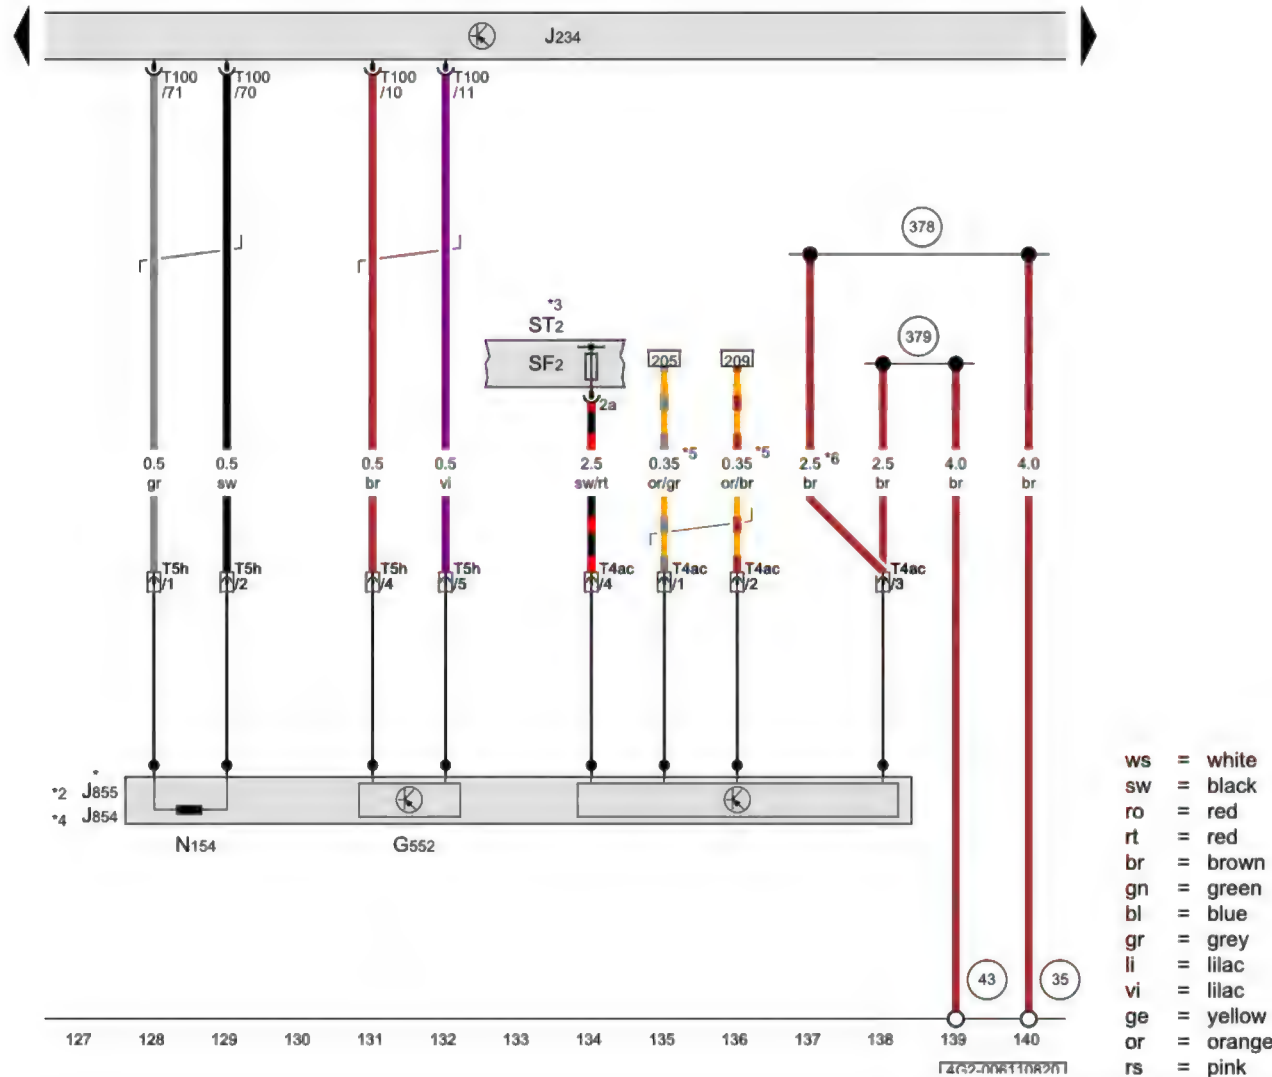 J234
T100 T100 T100 T100
/71 /70 /10 /11
378
*3
ST2
379
SF2
205 209
2a
0.5 0.5 0.5 0.5 2.5 0.35 *5 0.35 *5 2.5 *6 2.5 4.0 4.0
gr sw br vi sw/rt or/gr or/br br br br br
T5h T5h T5h T5h T4ac T4ac T4ac T4ac
/1 /2 /4 /5 /4 /1 /2 /3
*
*2 J855
*4 J854
N154 G552
43 35
127 128 129 130 131 132 133 134 135 136 137 138 139 140
4G2-006110820
ws = white
sw = black
ro = red
rt = red
br = brown
gn = green
bl = blue
gr = grey
li = lilac
vi = lilac
ge = yellow
or = orange
rs = pink